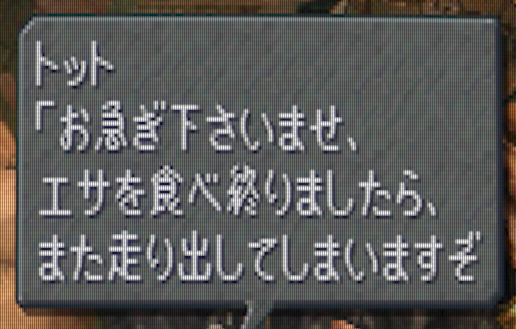 トット
「お急ぎ下さいませ、
エサを食べ終りましたら、
また走り出してしまいますぞ